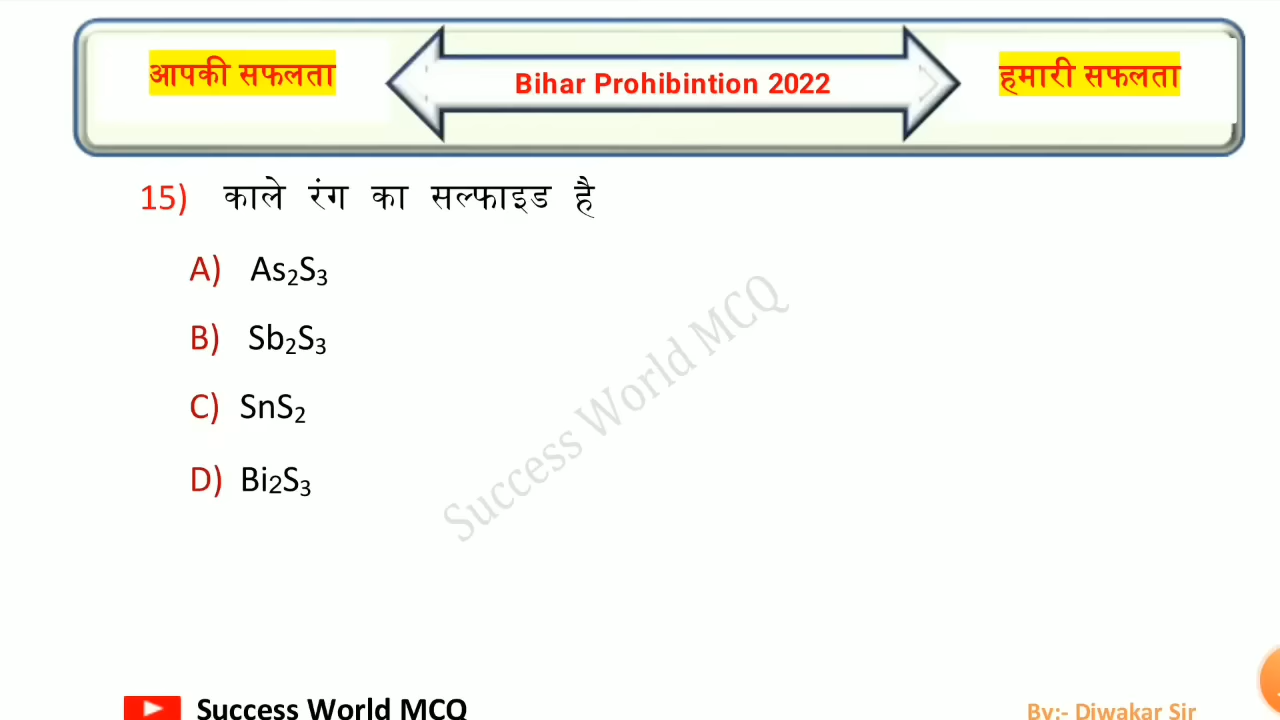 आपकी सफलता
Bihar Prohibintion 2022
हमारी सफलता
15) काले रंग का सल्फाइड है
A) As₂S₃
B) Sb₂S₃
C) SnS₂
D) Bi2S₃
Success World MCQ
Success World MCQ
By:- Diwakar Sir